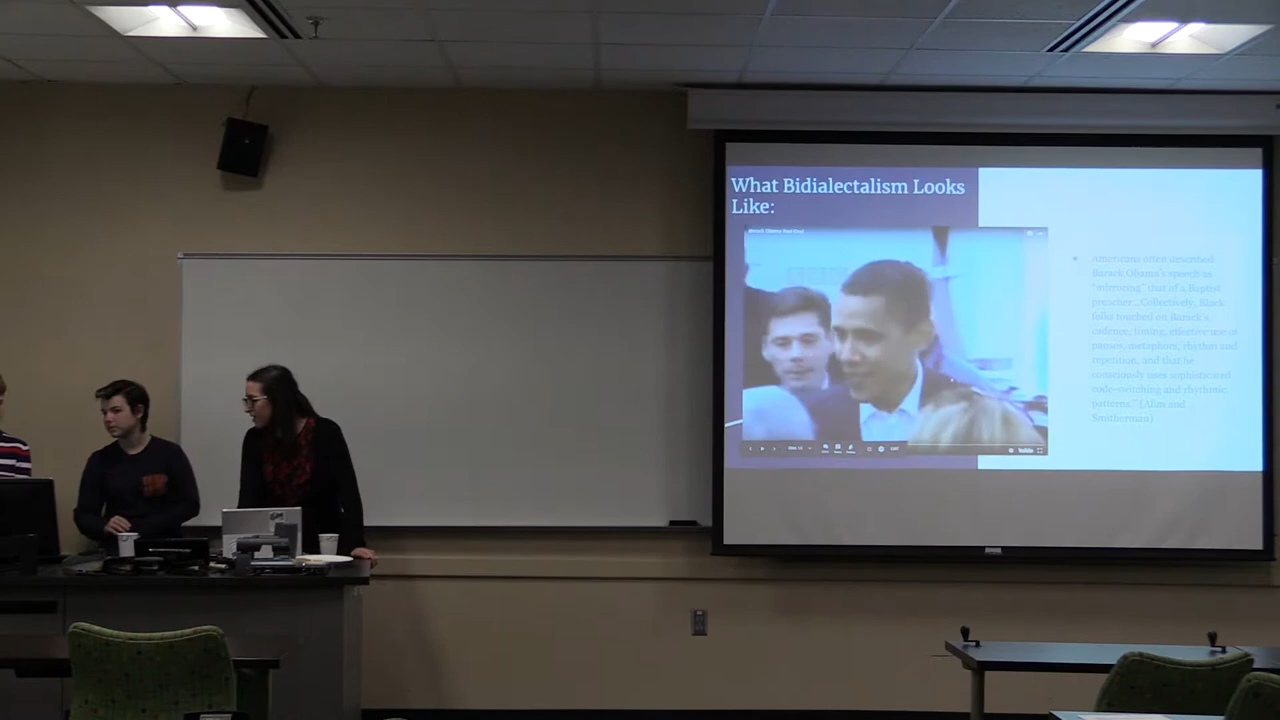 What Bidialectalism Looks
Like:
Americans often described
Barack Obama's speech as
"mirroring" that of a Baptist
preacher... Collectively, Black
folks touched on Barack's
cadence, timing, effective use of
pauses, metaphors, rhythm and
repetition, and that he
consciously uses sophisticated
code-switching and rhythmic
patterns." (Alim and
Smitherman)
YouTube